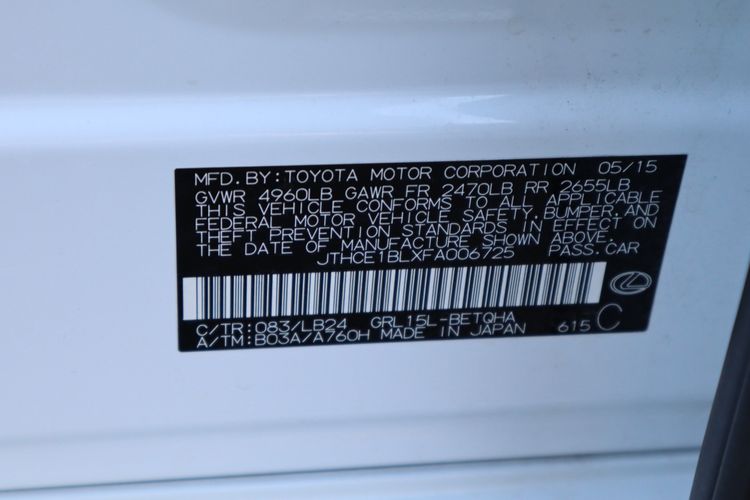 MFD. BY: TOYOTA MOTOR CORPORATION 05/15
GVWR 4960LB GAWR FR 2470LB RR 2655LB
THIS VEHICLE CONFORMS TO ALL APPLICABLE
FEDERAL MOTOR VEHICLE SAFETY, BUMPER, AND
THEFT PREVENTION STANDARDS IN EFFECT ON
THE DATE OF MANUFACTURE SHOWN ABOVE.
JTHCE1BLXFA006725 PASS. CAR
C/TR: 083/LB24 GRL15L-BETQHA
A/TM: B03A/A760H MADE IN JAPAN 615 C